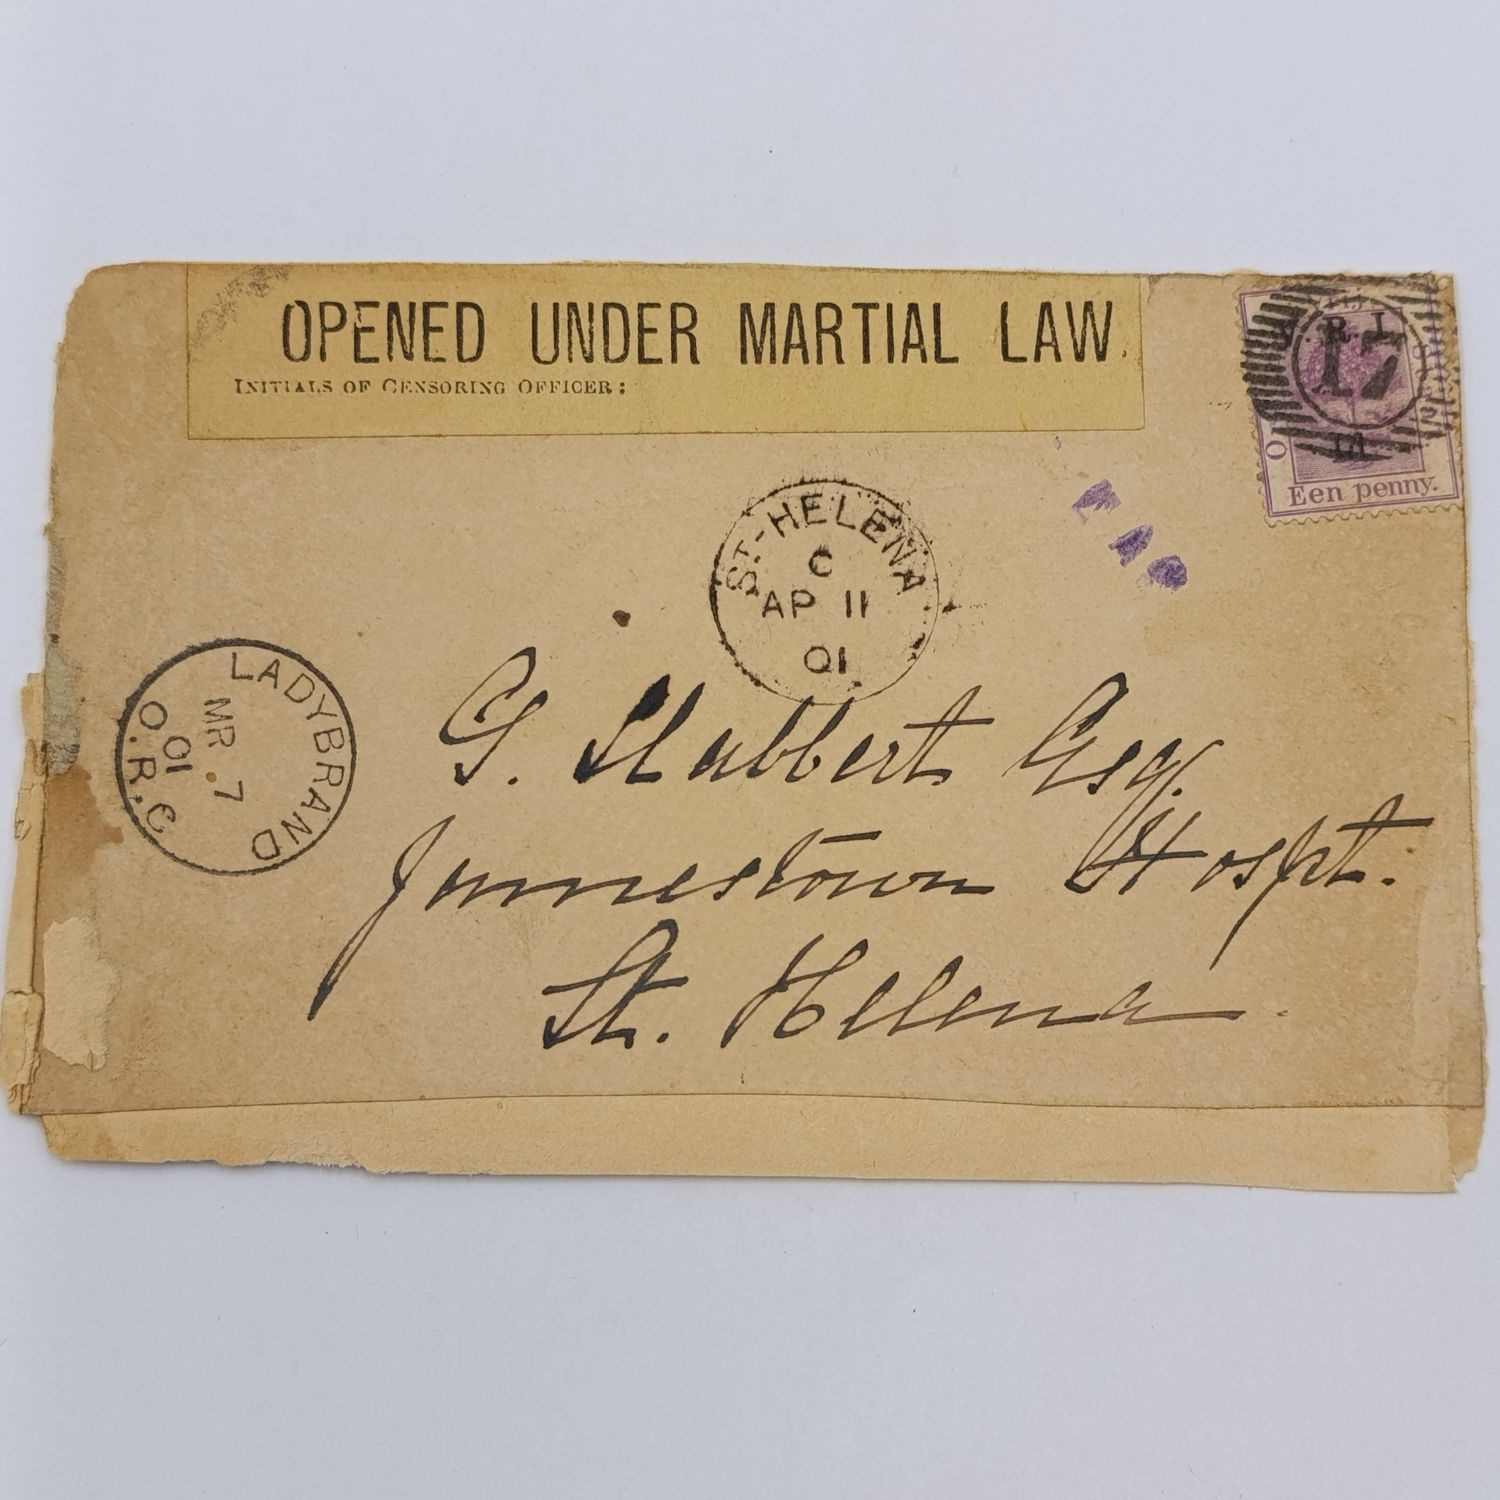 OPENED UNDER MARTIAL LAW.
INITIALS OF CENSORING OFFICER:
V. R. I.
17
O
Een penny.
ST. HELENA
C
AP 11
01
LADYBRAND
MR 7
01
O.R.C
G. Slabbert Esq.
Jamestown Hospt.
St. Helena.